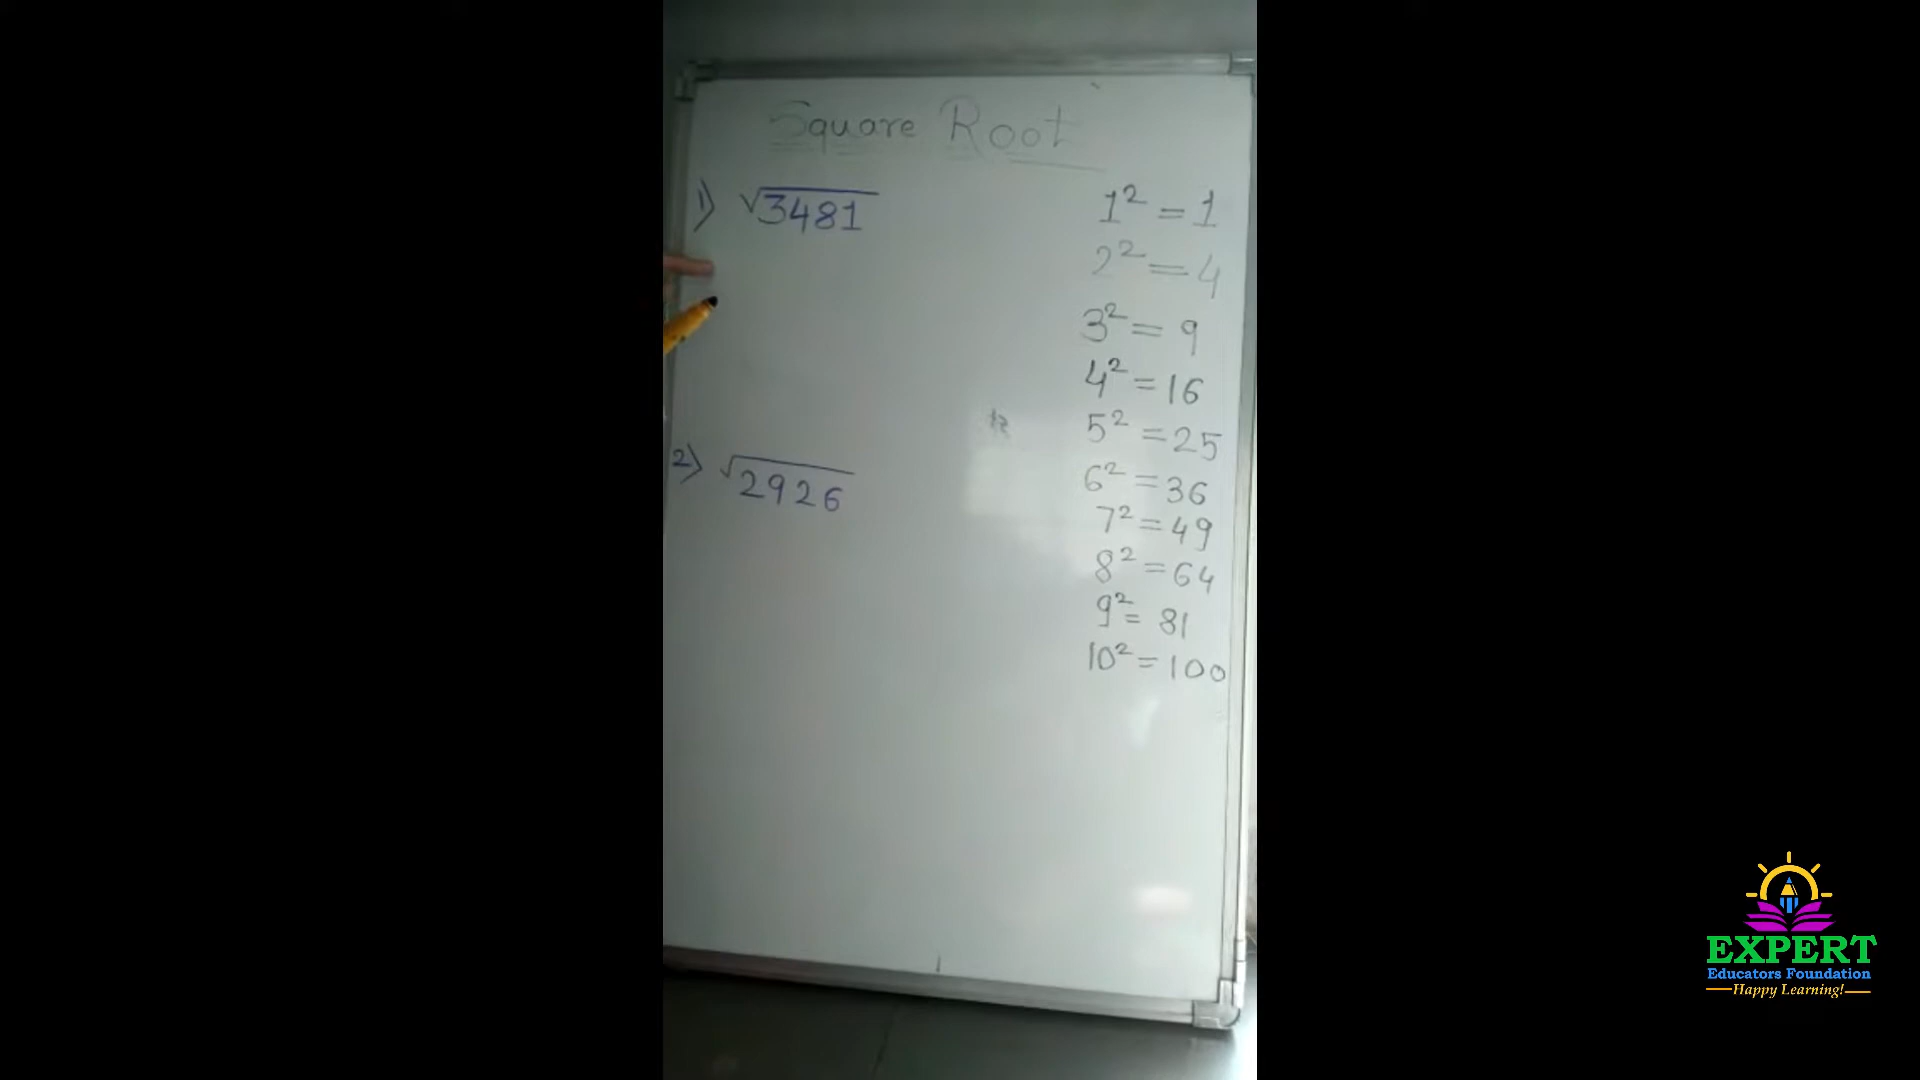 Square Root
1) √3481
2) √2926
1² = 1
2² = 4
3² = 9
4² = 16
5² = 25
6² = 36
7² = 49
8² = 64
9² = 81
10² = 100
EXPERT
Educators Foundation
Happy Learning!